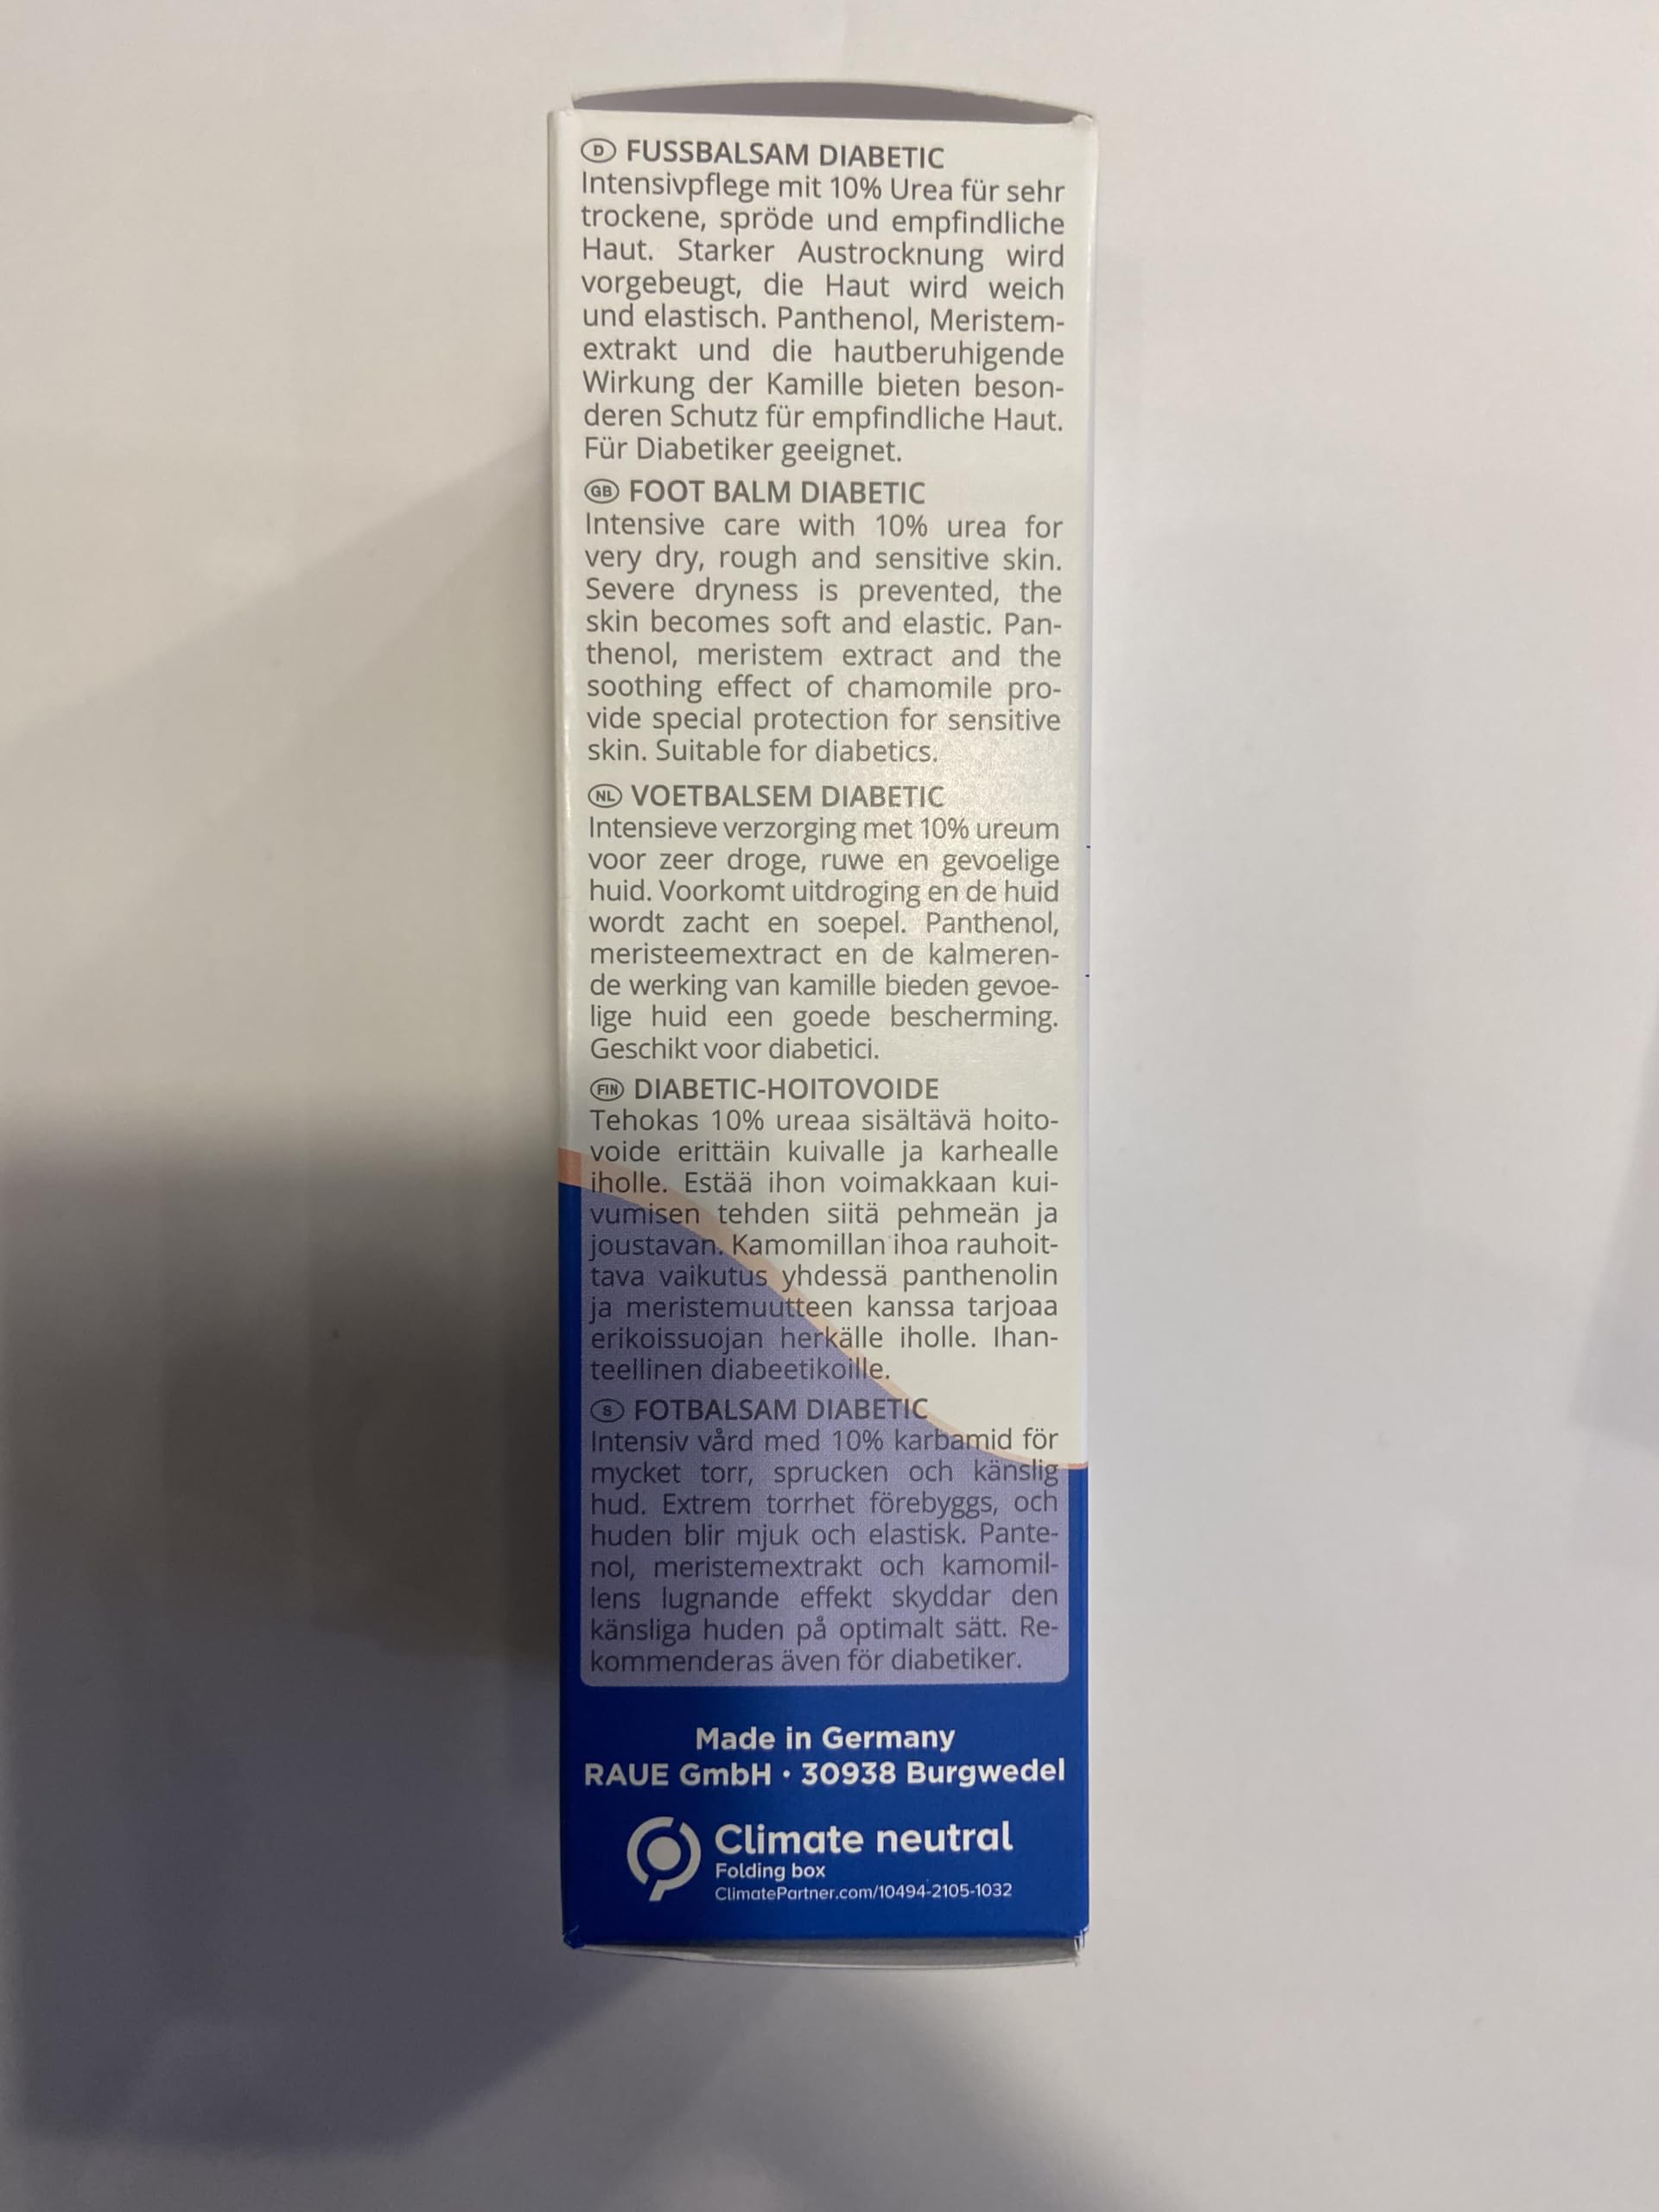 D FUSSBALSAM DIABETIC
Intensivpflege mit 10% Urea für sehr
trockene, spröde und empfindliche
Haut. Starker Austrocknung wird
vorgebeugt, die Haut wird weich
und elastisch. Panthenol, Meristem-
extrakt und die hautberuhigende
Wirkung der Kamille bieten beson-
deren Schutz für empfindliche Haut.
Für Diabetiker geeignet.
GB FOOT BALM DIABETIC
Intensive care with 10% urea for
very dry, rough and sensitive skin.
Severe dryness is prevented, the
skin becomes soft and elastic. Pan-
thenol, meristem extract and the
soothing effect of chamomile pro-
vide special protection for sensitive
skin. Suitable for diabetics.
NL VOETBALSEM DIABETIC
Intensieve verzorging met 10% ureum
voor zeer droge, ruwe en gevoelige
huid. Voorkomt uitdroging en de huid
wordt zacht en soepel. Panthenol,
meristeemextract en de kalmeren-
de werking van kamille bieden gevoe-
lige huid een goede bescherming.
Geschikt voor diabetici.
FIN DIABETIC-HOITOVOIDE
Tehokas 10% ureaa sisältävä hoito-
voide erittäin kuivalle ja karhealle
iholle. Estää ihon voimakkaan kui-
vumisen tehden siitä pehmeän ja
joustavan. Kamomillan ihoa rauhoit-
tava vaikutus yhdessä panthenolin
ja meristemuutteen kanssa tarjoaa
erikoissuojan herkälle iholle. Ihan-
teellinen diabeetikoille.
S FOTBALSAM DIABETIC
Intensiv vård med 10% karbamid för
mycket torr, sprucken och känslig
hud. Extrem torrhet förebyggs, och
huden blir mjuk och elastisk. Pante-
nol, meristemextrakt och kamomil-
lens lugnande effekt skyddar den
känsliga huden på optimalt sätt. Re-
kommenderas även för diabetiker.
Made in Germany
RAUE GmbH • 30938 Burgwedel
Climate neutral
Folding box
ClimatePartner.com/10494-2105-1032